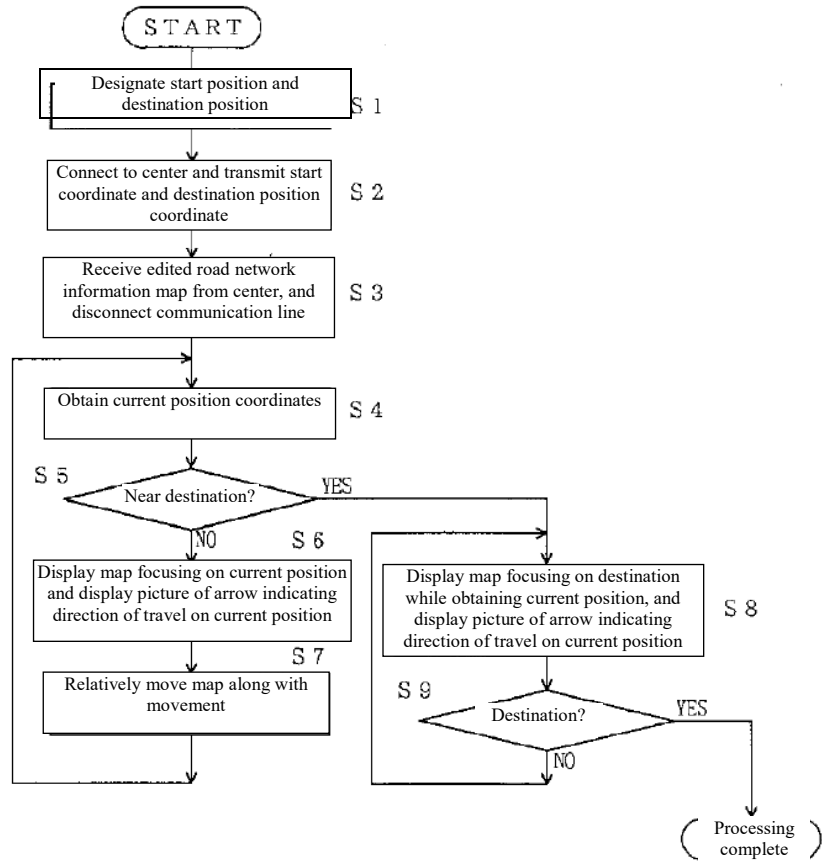 START
Designate start position and
destination position
S 1
Connect to center and transmit start
coordinate and destination position
coordinate
S 2
Receive edited road network
information map from center, and
disconnect communication line
S 3
Obtain current position coordinates
S 4
S 5
Near destination?
YES
NO
S 6
Display map focusing on current position
and display picture of arrow indicating
direction of travel on current position
S 7
Relatively move map along with
movement
Display map focusing on destination
while obtaining current position, and
display picture of arrow indicating
direction of travel on current position
S 8
S 9
Destination?
YES
NO
Processing
complete